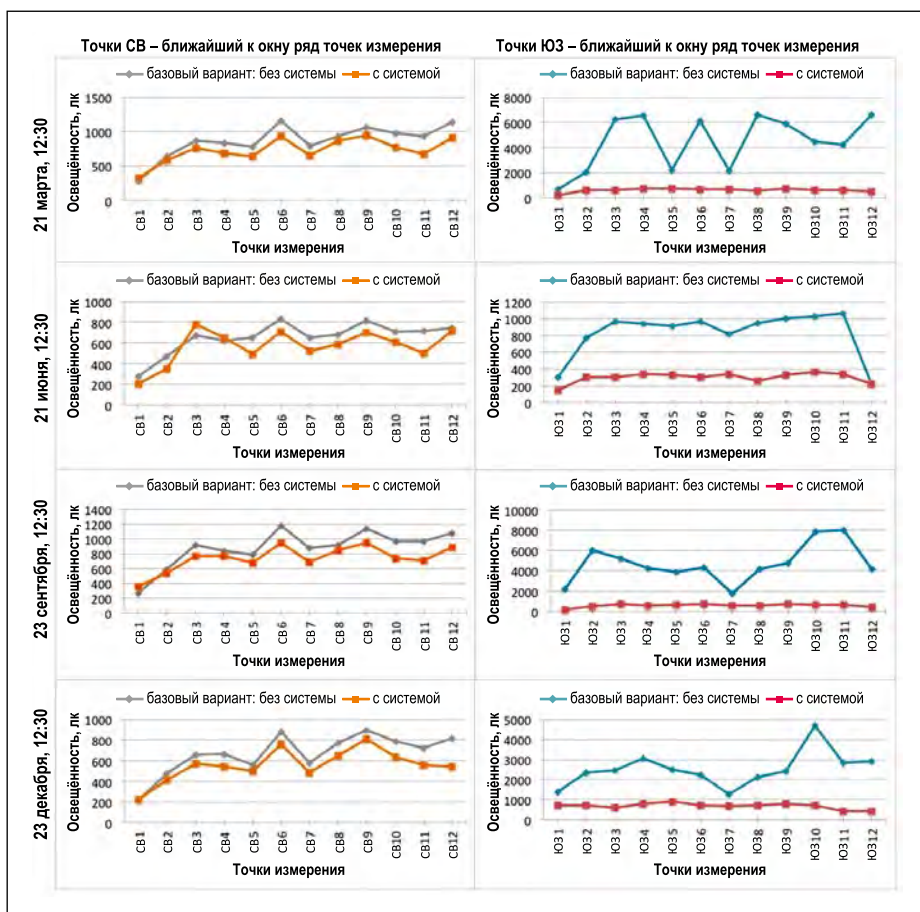 Точки СВ – ближайший к окну ряд точек измерения
Точки ЮЗ – ближайший к окну ряд точек измерения
21 марта, 12:30
базовый вариант: без системы с системой
Освещённость, лк
1500
1000
500
0
СВ1 СВ2 СВ3 СВ4 СВ5 СВ6 СВ7 СВ8 СВ9 СВ10 СВ11 СВ12
Точки измерения
базовый вариант: без системы с системой
Освещённость, лк
8000
6000
4000
2000
0
ЮЗ1 ЮЗ2 ЮЗ3 ЮЗ4 ЮЗ5 ЮЗ6 ЮЗ7 ЮЗ8 ЮЗ9 ЮЗ10 ЮЗ11 ЮЗ12
Точки измерения
21 июня, 12:30
базовый вариант: без системы с системой
Освещённость, лк
1000
800
600
400
200
0
СВ1 СВ2 СВ3 СВ4 СВ5 СВ6 СВ7 СВ8 СВ9 СВ10 СВ11 СВ12
Точки измерения
базовый вариант: без системы с системой
Освещённость, лк
1200
1000
800
600
400
200
0
ЮЗ1 ЮЗ2 ЮЗ3 ЮЗ4 ЮЗ5 ЮЗ6 ЮЗ7 ЮЗ8 ЮЗ9 ЮЗ10 ЮЗ11 ЮЗ12
Точки измерения
23 сентября, 12:30
базовый вариант: без системы с системой
Освещённость, лк
1400
1200
1000
800
600
400
200
0
СВ1 СВ2 СВ3 СВ4 СВ5 СВ6 СВ7 СВ8 СВ9 СВ10 СВ11 СВ12
Точки измерения
базовый вариант: без системы с системой
Освещённость, лк
10000
8000
6000
4000
2000
0
ЮЗ1 ЮЗ2 ЮЗ3 ЮЗ4 ЮЗ5 ЮЗ6 ЮЗ7 ЮЗ8 ЮЗ9 ЮЗ10 ЮЗ11 ЮЗ12
Точки измерения
23 декабря, 12:30
базовый вариант: без системы с системой
Освещённость, лк
1000
800
600
400
200
0
СВ1 СВ2 СВ3 СВ4 СВ5 СВ6 СВ7 СВ8 СВ9 СВ10 СВ11 СВ12
Точки измерения
базовый вариант: без системы с системой
Освещённость, лк
5000
4000
3000
2000
1000
0
ЮЗ1 ЮЗ2 ЮЗ3 ЮЗ4 ЮЗ5 ЮЗ6 ЮЗ7 ЮЗ8 ЮЗ9 ЮЗ10 ЮЗ11 ЮЗ12
Точки измерения